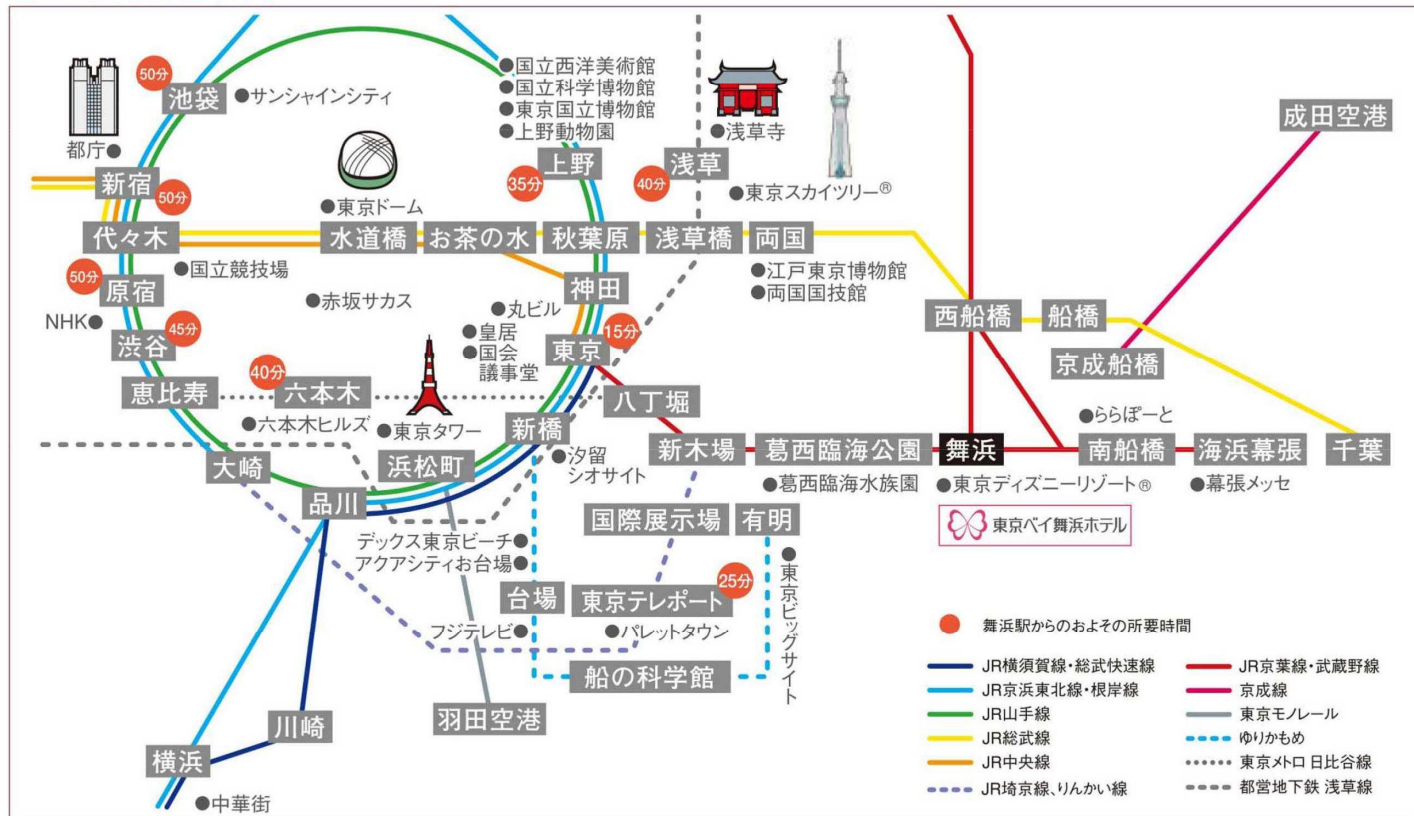 50分
池袋
●サンシャインシティ
都庁●
新宿
50分
●東京ドーム
●国立西洋美術館
●国立科学博物館
●東京国立博物館
●上野動物園
35分
上野
●浅草寺
40分
浅草
●東京スカイツリー®
成田空港
代々木
水道橋
お茶の水
秋葉原
浅草橋
両国
●国立競技場
●江戸東京博物館
●両国国技館
50分
原宿
●赤坂サカス
神田
NHK●
渋谷
45分
●丸ビル
●皇居
●国会
議事堂
東京
15分
西船橋
船橋
京成船橋
恵比寿
40分
六本木
八丁堀
●六本木ヒルズ
●東京タワー
新橋
●汐留
シオサイト
●ららぽーと
大崎
浜松町
品川
新木場
葛西臨海公園
舞浜
南船橋
海浜幕張
千葉
●葛西臨海水族園
●東京ディズニーリゾート®
●幕張メッセ
東京ベイ舞浜ホテル
国際展示場
有明
デックス東京ビーチ●
アクアシティお台場●
●東京ビッグサイト
台場
東京テレポート
25分
フジテレビ●
●パレットタウン
船の科学館
羽田空港
川崎
横浜
●中華街
舞浜駅からのおよその所要時間
JR横須賀線・総武快速線
JR京浜東北線・根岸線
JR山手線
JR総武線
JR中央線
JR埼京線、りんかい線
JR京葉線・武蔵野線
京成線
東京モノレール
ゆりかもめ
東京メトロ 日比谷線
都営地下鉄 浅草線